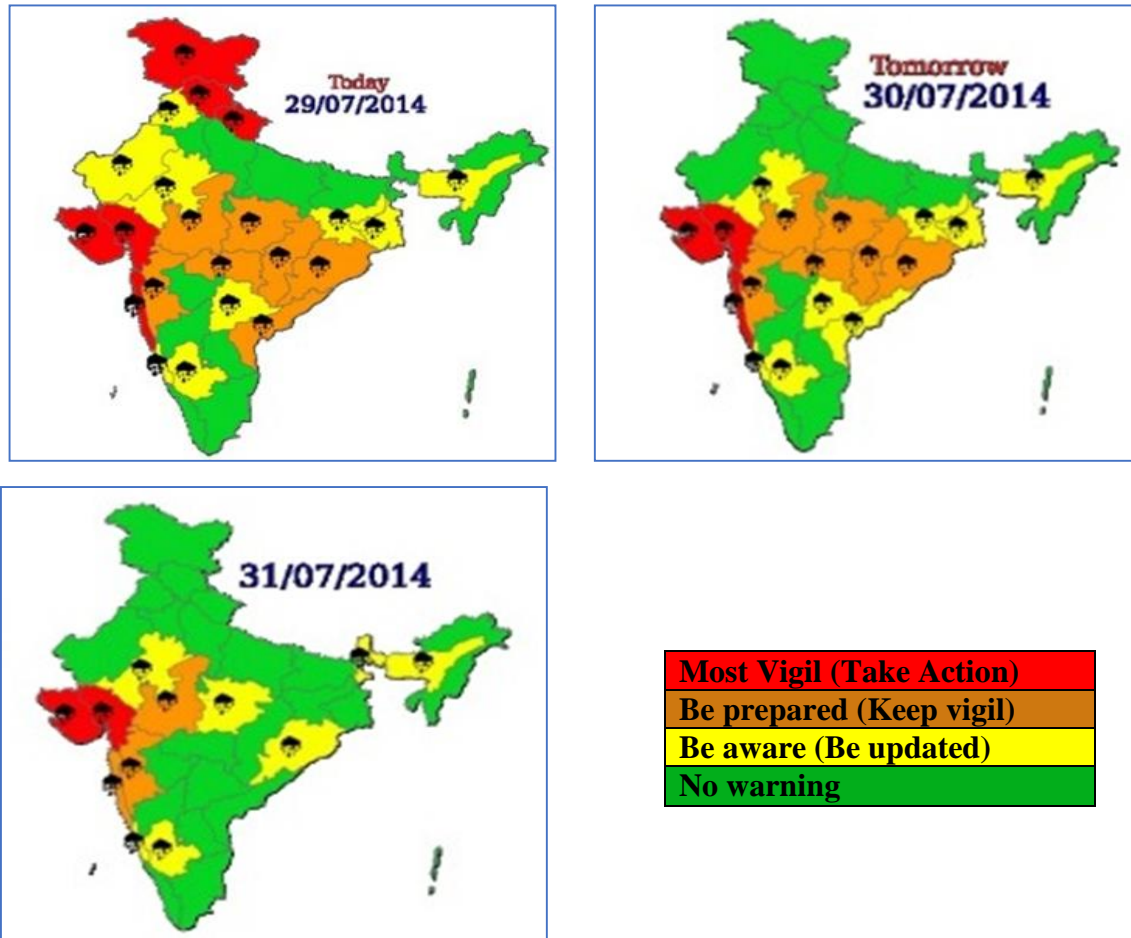 Today
29/07/2014
Tomorrow
30/07/2014
31/07/2014
Most Vigil (Take Action)
Be prepared (Keep vigil)
Be aware (Be updated)
No warning